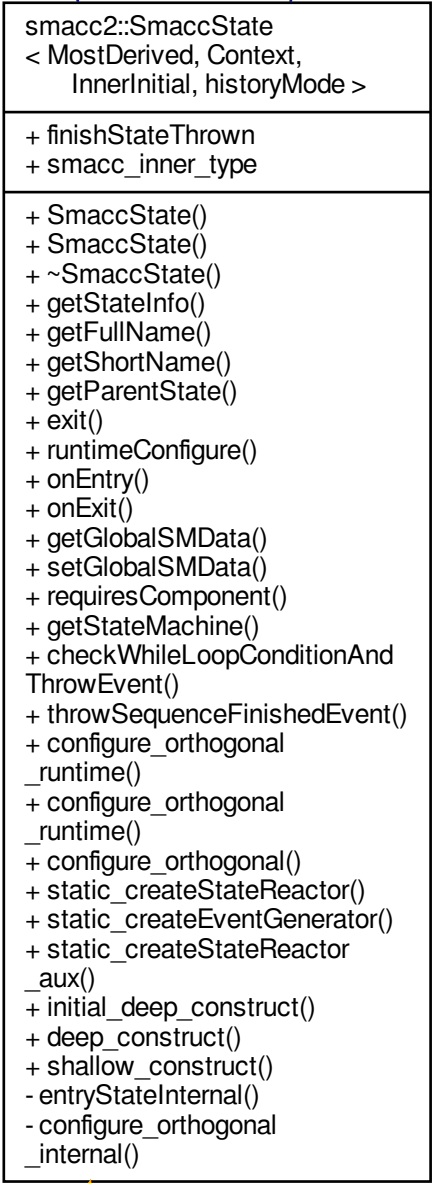 smacc2::SmaccState
< MostDerived, Context,
InnerInitial, historyMode >
+ finishStateThrown
+ smacc_inner_type
+ SmaccState()
+ SmaccState()
+ ~SmaccState()
+ getStateInfo()
+ getFullName()
+ getShortName()
+ getParentState()
+ exit()
+ runtimeConfigure()
+ onEntry()
+ onExit()
+ getGlobalSMData()
+ setGlobalSMData()
+ requiresComponent()
+ getStateMachine()
+ checkWhileLoopConditionAnd
ThrowEvent()
+ throwSequenceFinishedEvent()
+ configure_orthogonal
_runtime()
+ configure_orthogonal
_runtime()
+ configure_orthogonal()
+ static_createStateReactor()
+ static_createEventGenerator()
+ static_createStateReactor
_aux()
+ initial_deep_construct()
+ deep_construct()
+ shallow_construct()
- entryStateInternal()
- configure_orthogonal
_internal()